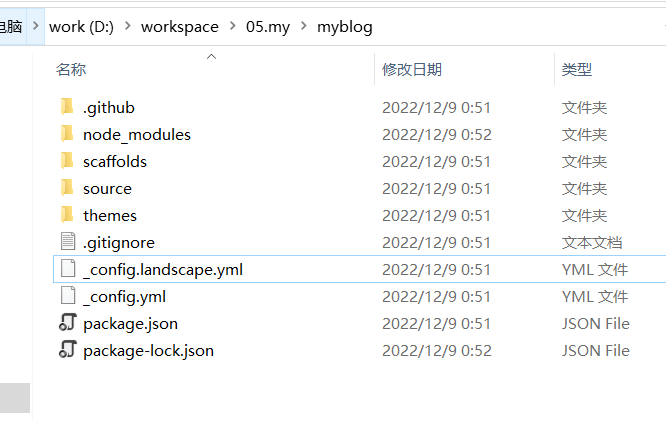 电脑 > work (D:) > workspace > 05.my > myblog
名称 修改日期 类型
.github 2022/12/9 0:51 文件夹
node_modules 2022/12/9 0:52 文件夹
scaffolds 2022/12/9 0:51 文件夹
source 2022/12/9 0:51 文件夹
themes 2022/12/9 0:51 文件夹
.gitignore 2022/12/9 0:51 文本文档
_config.landscape.yml 2022/12/9 0:51 YML 文件
_config.yml 2022/12/9 0:51 YML 文件
package.json 2022/12/9 0:51 JSON File
package-lock.json 2022/12/9 0:52 JSON File